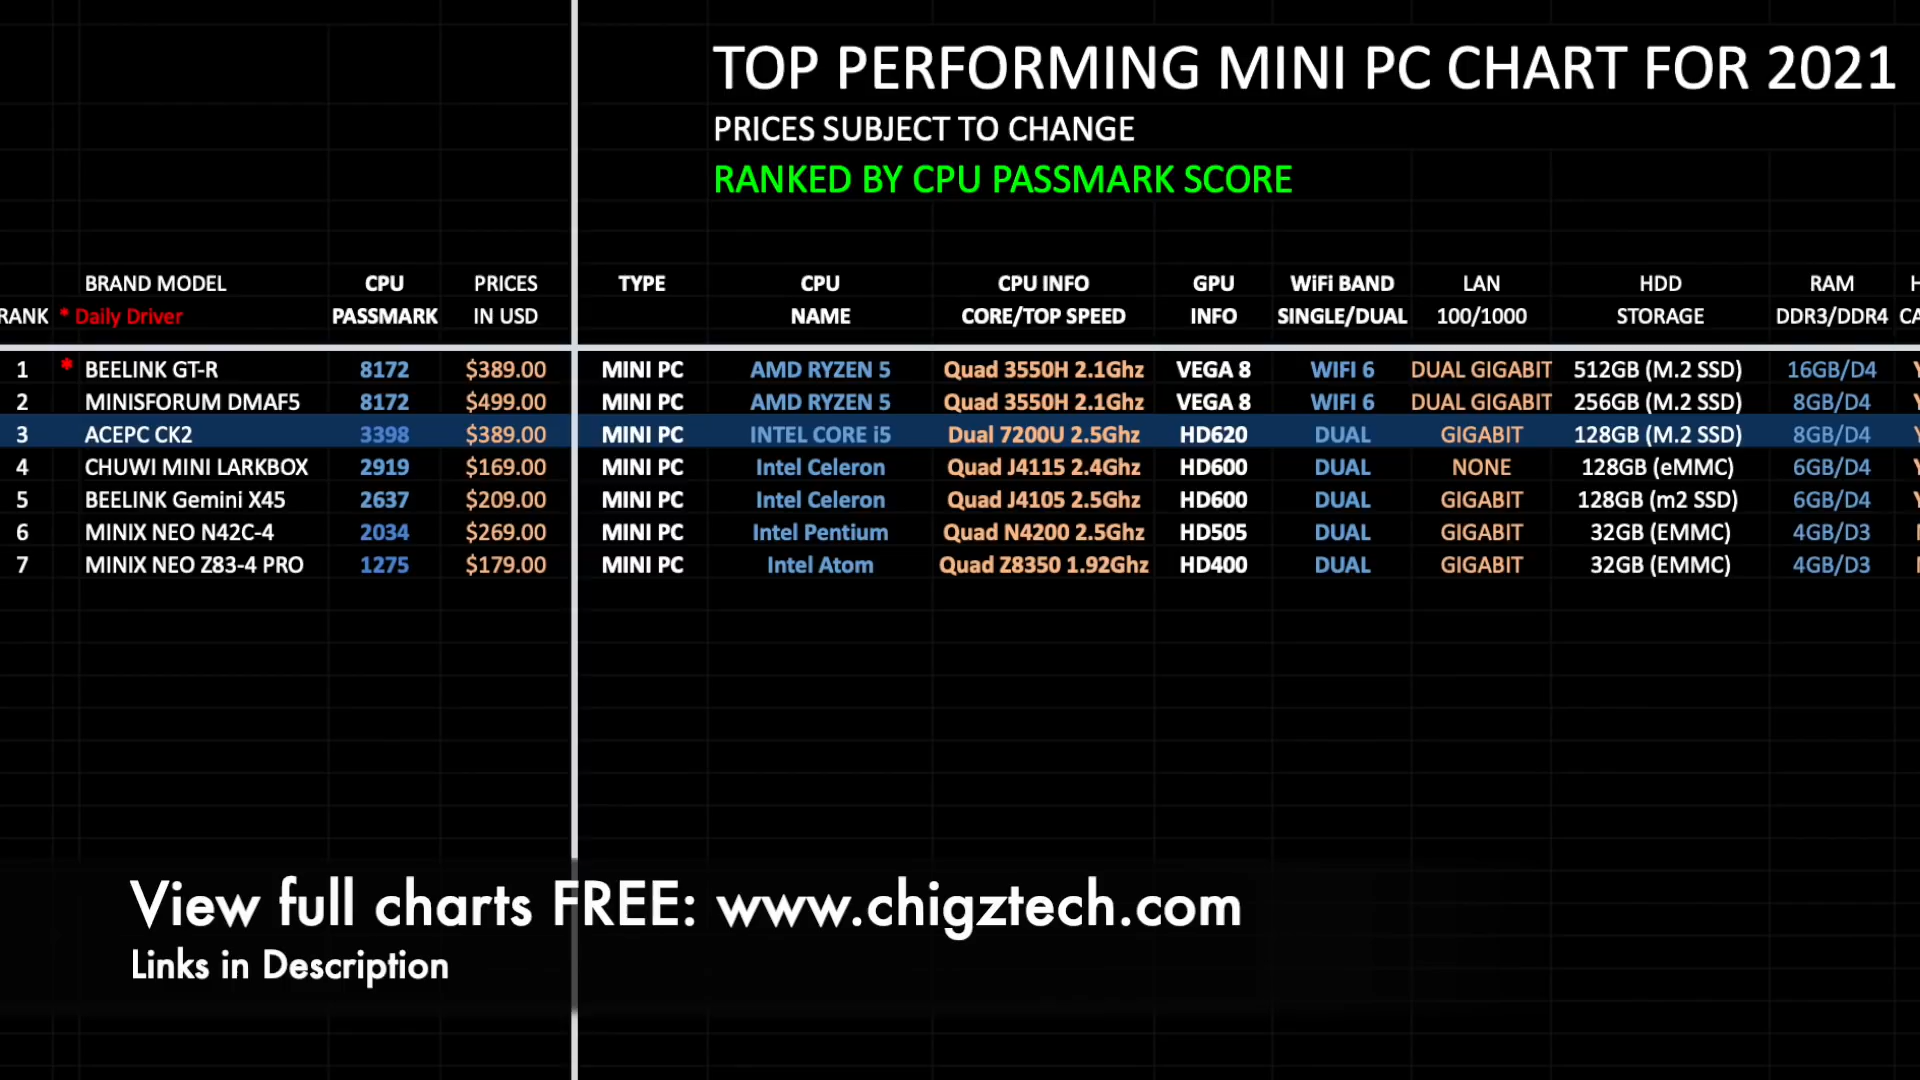 TOP PERFORMING MINI PC CHART FOR 2021
PRICES SUBJECT TO CHANGE
RANKED BY CPU PASSMARK SCORE
BRAND MODEL CPU PRICES TYPE CPU CPU INFO GPU WiFi BAND LAN HDD RAM
RANK * Daily Driver PASSMARK IN USD NAME CORE/TOP SPEED INFO SINGLE/DUAL 100/1000 STORAGE DDR3/DDR4
1 * BEELINK GT-R 8172 $389.00 MINI PC AMD RYZEN 5 Quad 3550H 2.1Ghz VEGA 8 WIFI 6 DUAL GIGABIT 512GB (M.2 SSD) 16GB/D4
2 MINISFORUM DMAF5 8172 $499.00 MINI PC AMD RYZEN 5 Quad 3550H 2.1Ghz VEGA 8 WIFI 6 DUAL GIGABIT 256GB (M.2 SSD) 8GB/D4
3 ACEPC CK2 3398 $389.00 MINI PC INTEL CORE i5 Dual 7200U 2.5Ghz HD620 DUAL GIGABIT 128GB (M.2 SSD) 8GB/D4
4 CHUWI MINI LARKBOX 2919 $169.00 MINI PC Intel Celeron Quad J4115 2.4Ghz HD600 DUAL NONE 128GB (eMMC) 6GB/D4
5 BEELINK Gemini X45 2637 $209.00 MINI PC Intel Celeron Quad J4105 2.5Ghz HD600 DUAL GIGABIT 128GB (m2 SSD) 6GB/D4
6 MINIX NEO N42C-4 2034 $269.00 MINI PC Intel Pentium Quad N4200 2.5Ghz HD505 DUAL GIGABIT 32GB (EMMC) 4GB/D3
7 MINIX NEO Z83-4 PRO 1275 $179.00 MINI PC Intel Atom Quad Z8350 1.92Ghz HD400 DUAL GIGABIT 32GB (EMMC) 4GB/D3
View full charts FREE: www.chigztech.com
Links in Description